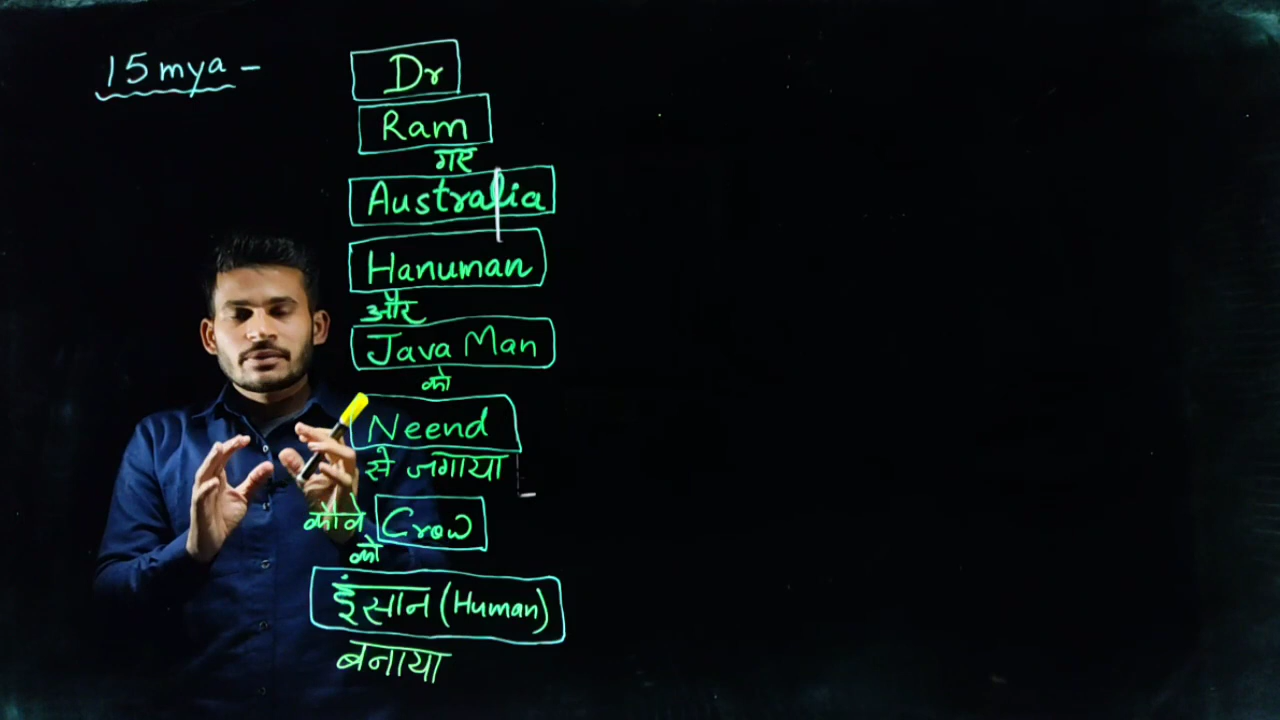 15 mya -
Dr
Ram
गए
Australia
Hanuman
और
Java Man
को
Neend
से जगाया
कौवे Crow
को
इंसान (Human)
बनाया